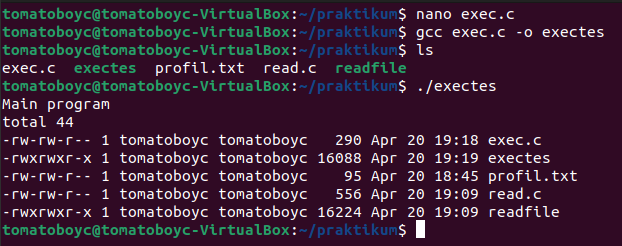 tomatoboyc@tomatoboyc-VirtualBox:~/praktikum$ nano exec.c
tomatoboyc@tomatoboyc-VirtualBox:~/praktikum$ gcc exec.c -o exectes
tomatoboyc@tomatoboyc-VirtualBox:~/praktikum$ ls
exec.c  exectes  profil.txt  read.c  readfile
tomatoboyc@tomatoboyc-VirtualBox:~/praktikum$ ./exectes
Main program
total 44
-rw-rw-r-- 1 tomatoboyc tomatoboyc   290 Apr 20 19:18 exec.c
-rwxrwxr-x 1 tomatoboyc tomatoboyc 16088 Apr 20 19:19 exectes
-rw-rw-r-- 1 tomatoboyc tomatoboyc    95 Apr 20 18:45 profil.txt
-rw-rw-r-- 1 tomatoboyc tomatoboyc   556 Apr 20 19:09 read.c
-rwxrwxr-x 1 tomatoboyc tomatoboyc 16224 Apr 20 19:09 readfile
tomatoboyc@tomatoboyc-VirtualBox:~/praktikum$